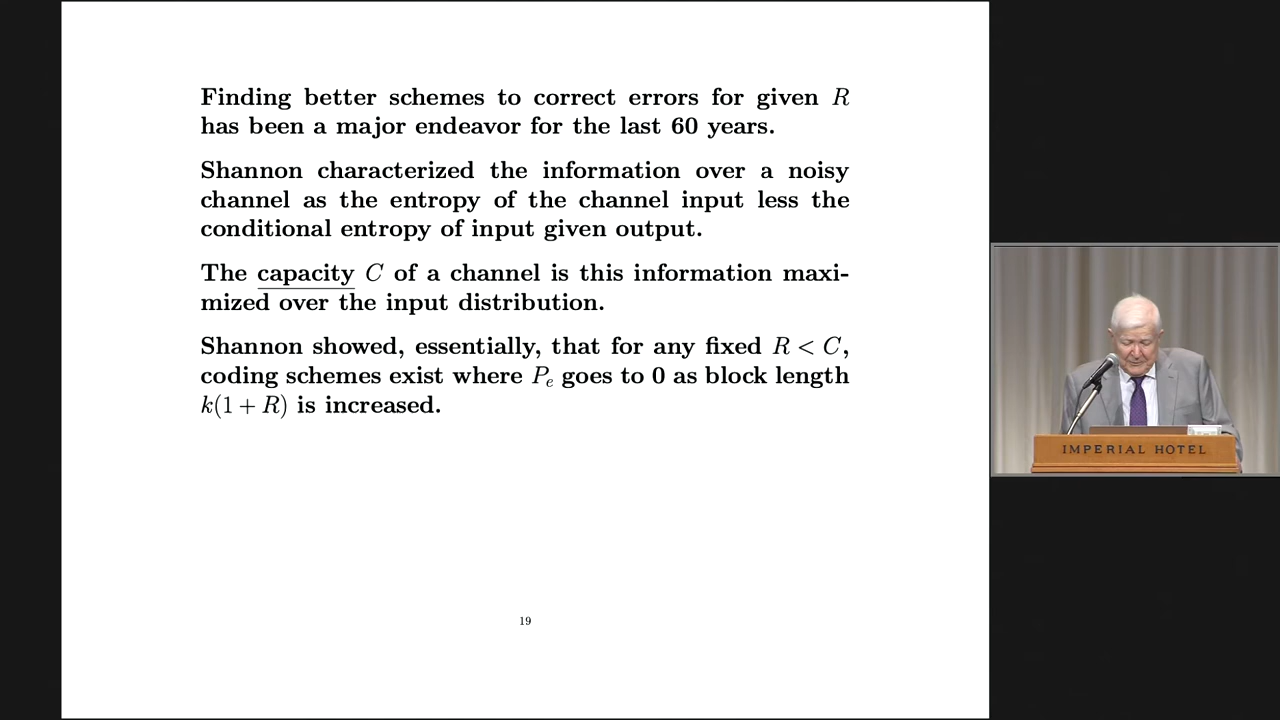 Finding better schemes to correct errors for given R
has been a major endeavor for the last 60 years.
Shannon characterized the information over a noisy
channel as the entropy of the channel input less the
conditional entropy of input given output.
The capacity C of a channel is this information maxi-
mized over the input distribution.
Shannon showed, essentially, that for any fixed R < C,
coding schemes exist where Pₑ goes to 0 as block length
k(1 + R) is increased.
19
IMPERIAL HOTEL